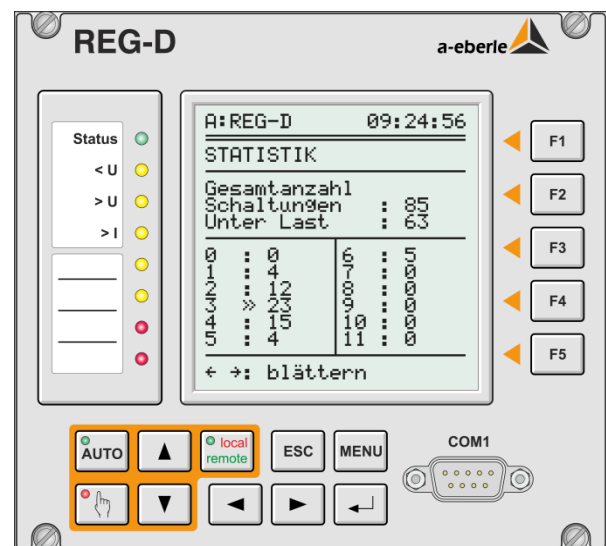 REG-D
a-eberle
Status
< U
> U
> I
A:REG-D 09:24:56
STATISTIK
Gesamtanzahl
Schaltungen : 85
Unter Last : 63
0 : 0
1 : 4
2 : 12
3 » 23
4 : 15
5 : 4
6 : 5
7 : 0
8 : 0
9 : 0
10 : 0
11 : 0
← →: blättern
F1
F2
F3
F4
F5
AUTO
local
remote
ESC
MENU
COM1